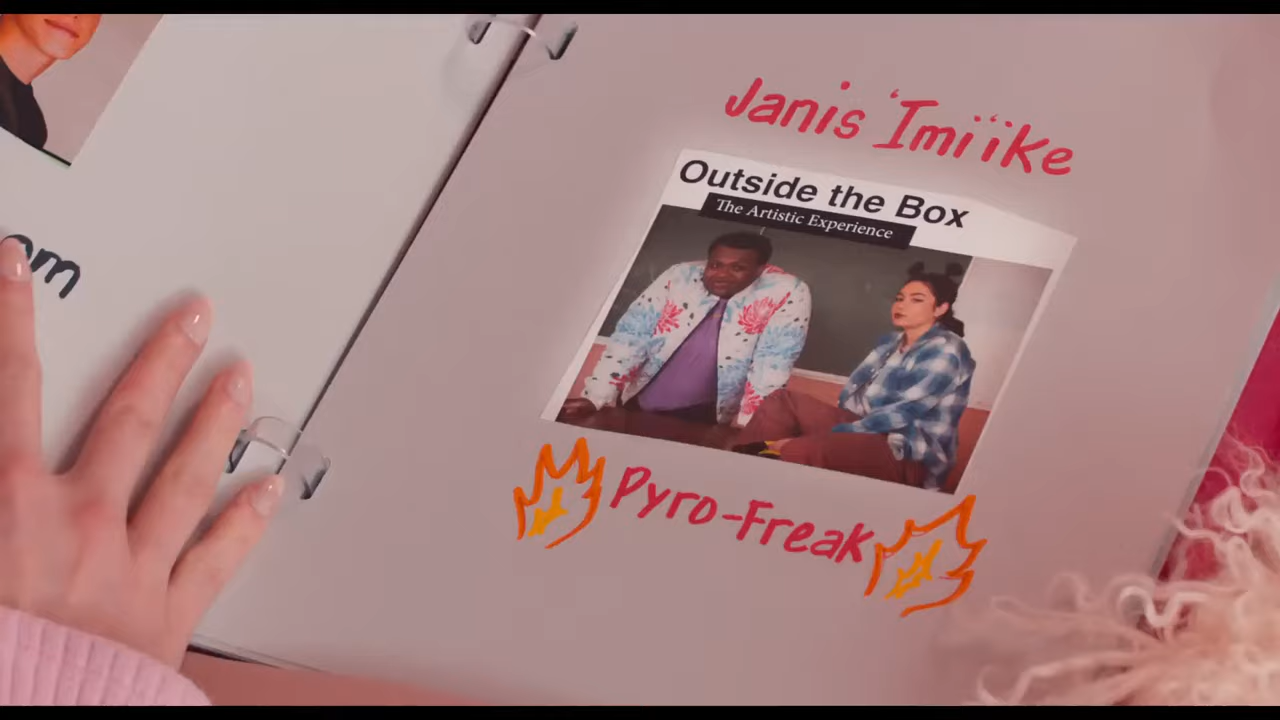 Janis 'Imi'ike
Outside the Box
The Artistic Experience
Pyro-Freak